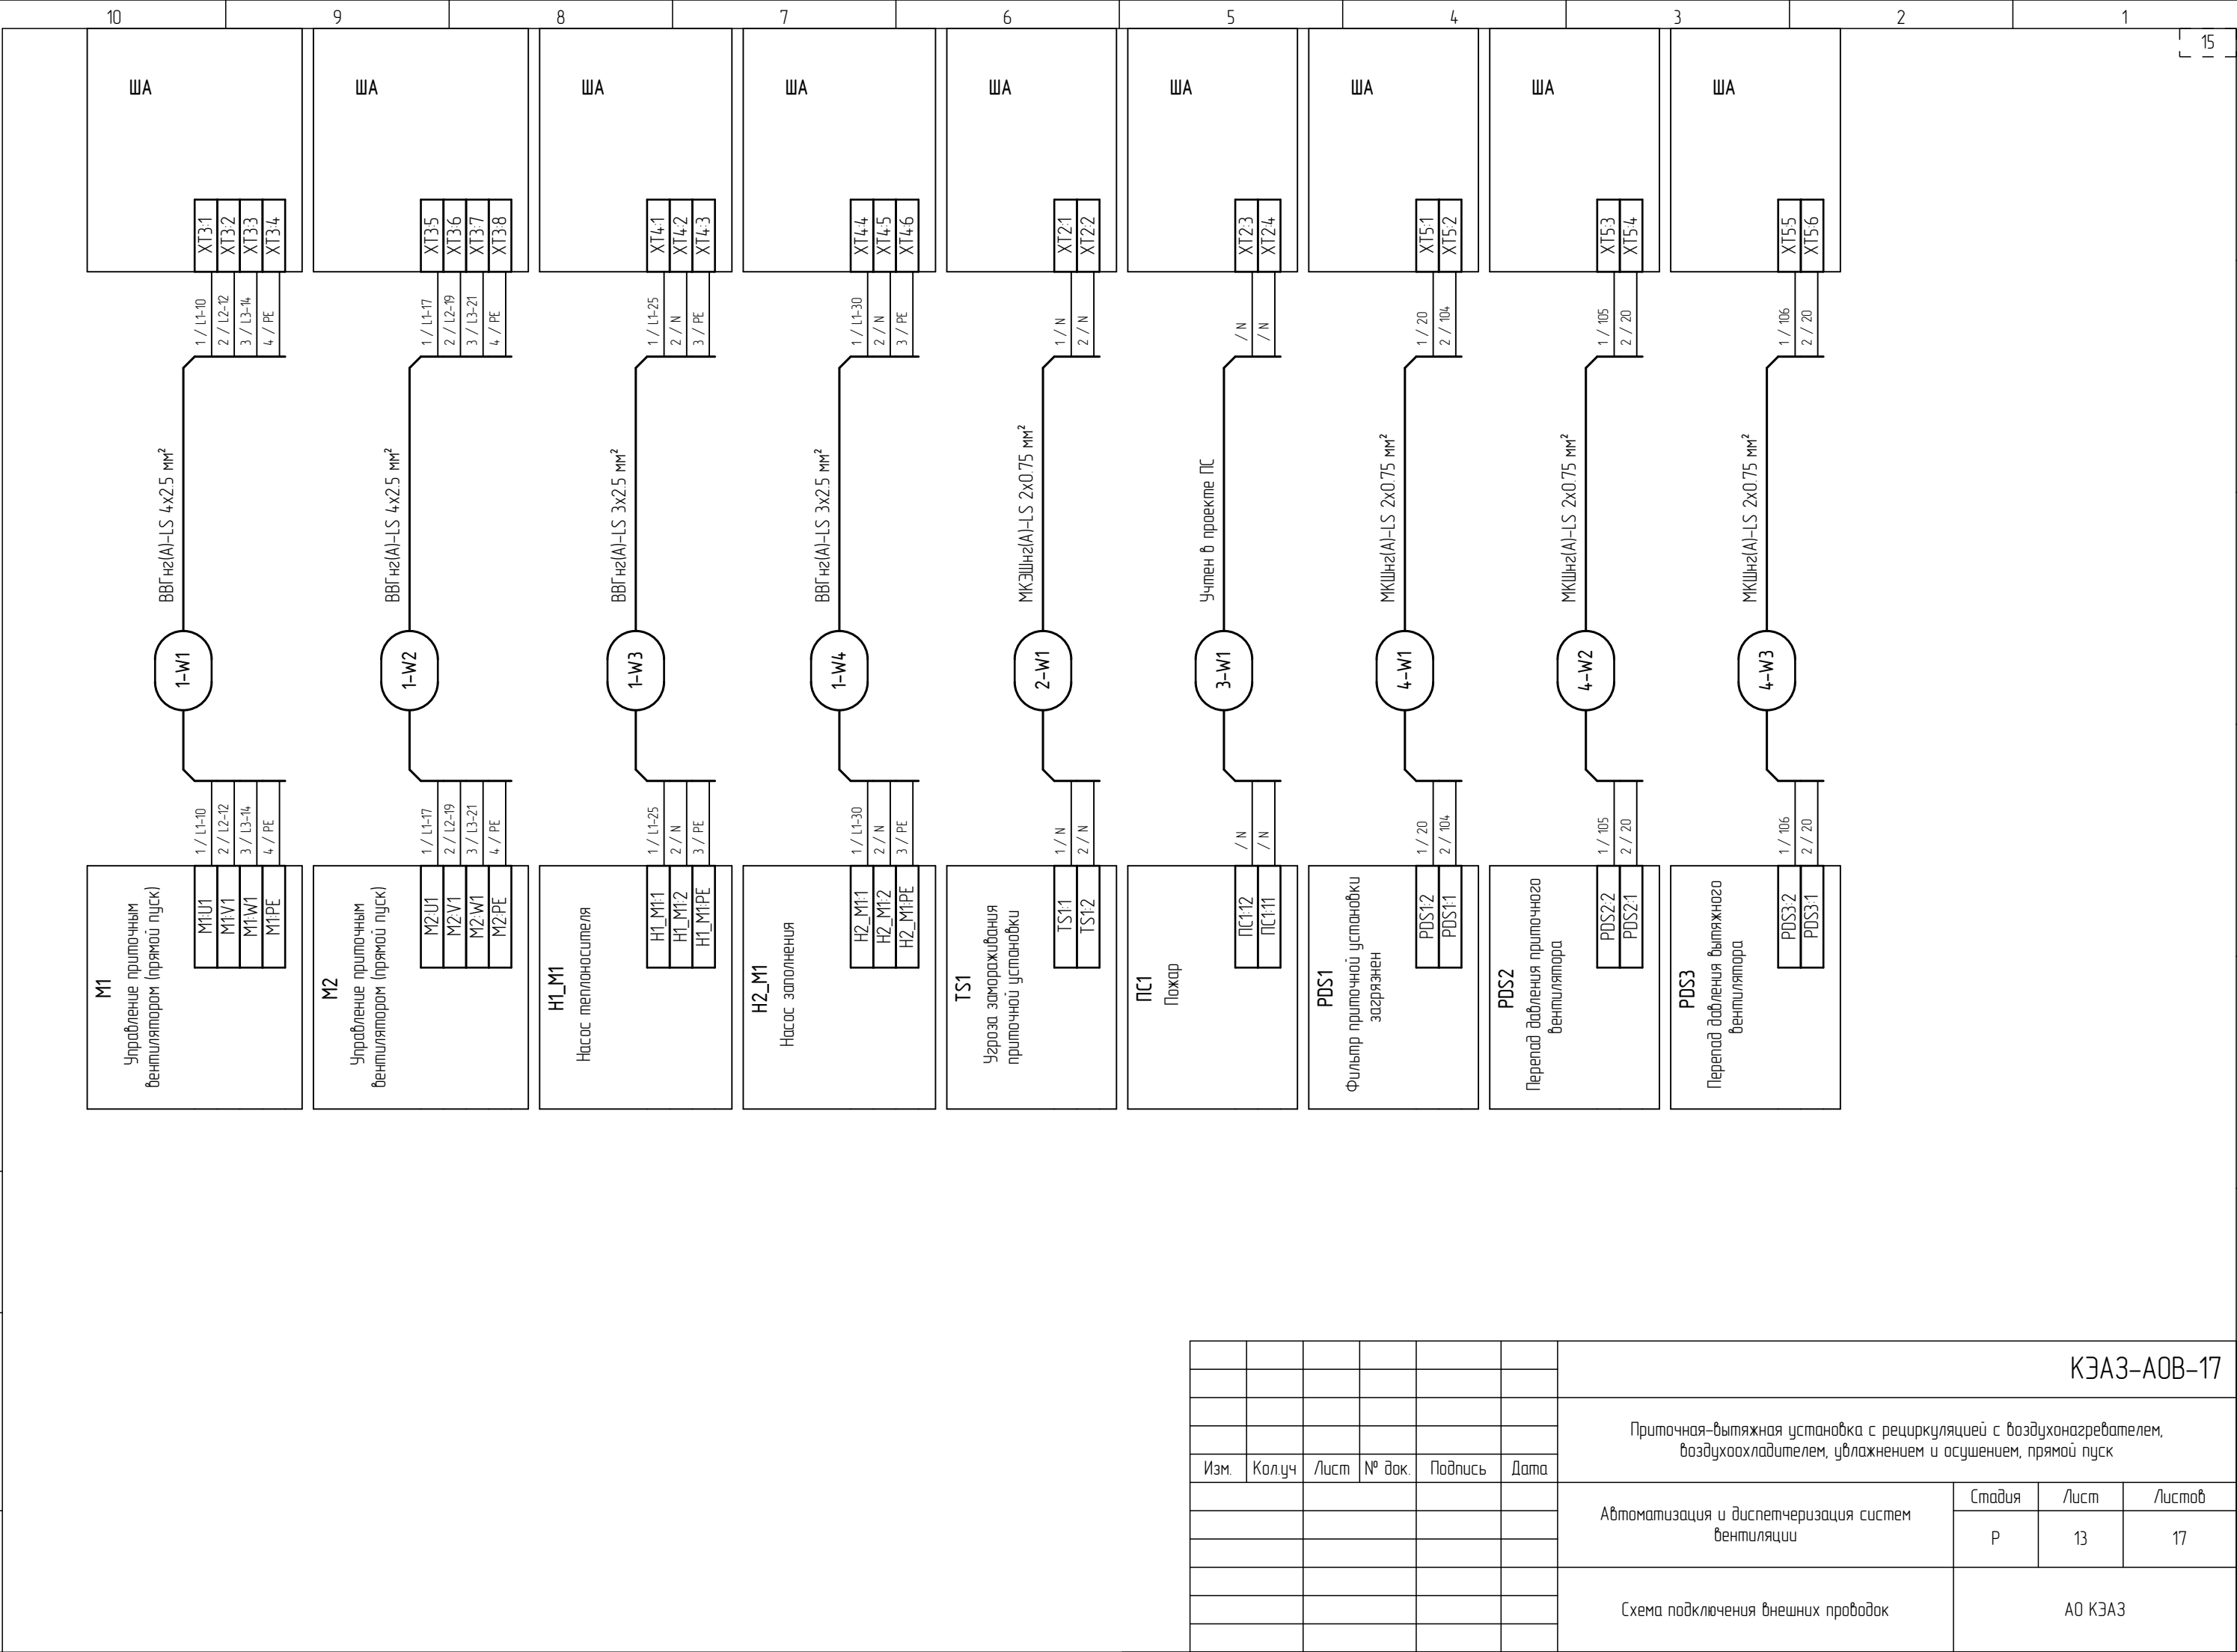 10 9 8 7 6 5 4 3 2 1
15
ША
XT3:1
XT3:2
XT3:3
XT3:4
1 / L1-10
2 / L2-12
3 / L3-14
4 / PE
ВВГнг(А)-LS 4x2.5 мм²
1-W1
1 / L1-10
2 / L2-12
3 / L3-14
4 / PE
M1:U1
M1:V1
M1:W1
M1:PE
M1
Управление приточным
вентилятором (прямой пуск)
ША
XT3:5
XT3:6
XT3:7
XT3:8
1 / L1-17
2 / L2-19
3 / L3-21
4 / PE
ВВГнг(А)-LS 4x2.5 мм²
1-W2
1 / L1-17
2 / L2-19
3 / L3-21
4 / PE
M2:U1
M2:V1
M2:W1
M2:PE
M2
Управление приточным
вентилятором (прямой пуск)
ША
XT4:1
XT4:2
XT4:3
1 / L1-25
2 / N
3 / PE
ВВГнг(А)-LS 3x2.5 мм²
1-W3
1 / L1-25
2 / N
3 / PE
H1_M1:1
H1_M1:2
H1_M1:PE
H1_M1
Насос теплоносителя
ША
XT4:4
XT4:5
XT4:6
1 / L1-30
2 / N
3 / PE
ВВГнг(А)-LS 3x2.5 мм²
1-W4
1 / L1-30
2 / N
3 / PE
H2_M1:1
H2_M1:2
H2_M1:PE
H2_M1
Насос заполнения
ША
XT2:1
XT2:2
1 / N
2 / N
МКЭШнг(А)-LS 2x0.75 мм²
2-W1
1 / N
2 / N
TS1:1
TS1:2
TS1
Угроза замораживания
приточной установки
ША
XT2:3
XT2:4
/ N
/ N
Учтен в проекте ПС
3-W1
/ N
/ N
ПС1:12
ПС1:11
ПС1
Пожар
ША
XT5:1
XT5:2
1 / 20
2 / 104
МКШнг(А)-LS 2x0.75 мм²
4-W1
1 / 20
2 / 104
PDS1:2
PDS1:1
PDS1
Фильтр приточной установки
загрязнен
ША
XT5:3
XT5:4
1 / 105
2 / 20
МКШнг(А)-LS 2x0.75 мм²
4-W2
1 / 105
2 / 20
PDS2:2
PDS2:1
PDS2
Перепад давления приточного
вентилятора
ША
XT5:5
XT5:6
1 / 106
2 / 20
МКШнг(А)-LS 2x0.75 мм²
4-W3
1 / 106
2 / 20
PDS3:2
PDS3:1
PDS3
Перепад давления вытяжного
вентилятора
КЭАЗ-АОВ-17
Приточная-вытяжная установка с рециркуляцией с воздухонагревателем,
воздухоохладителем, увлажнением и осушением, прямой пуск
Изм. Кол.уч Лист № док. Подпись Дата
Автоматизация и диспетчеризация систем
вентиляции
Стадия Лист Листов
Р 13 17
Схема подключения внешних проводок
АО КЭАЗ